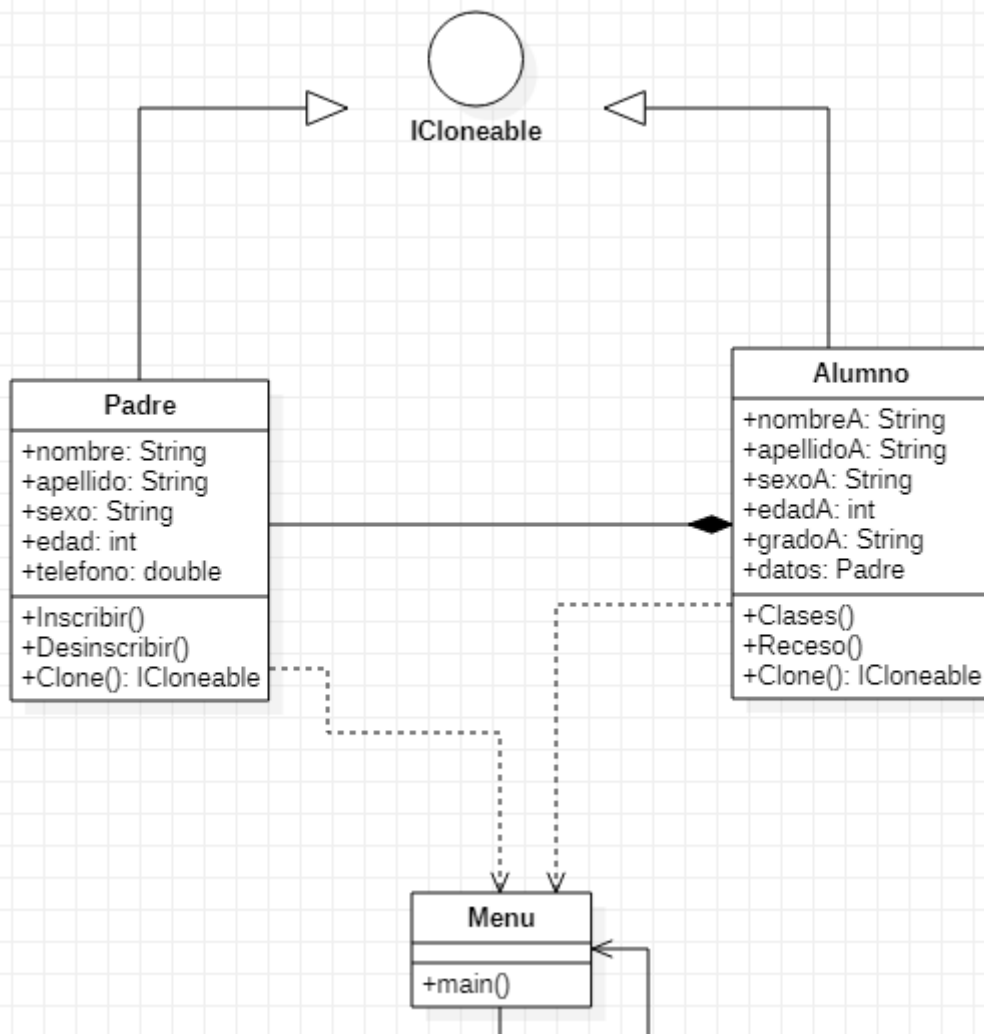 ICloneable
Padre
+nombre: String
+apellido: String
+sexo: String
+edad: int
+telefono: double
+Inscribir()
+Desinscribir()
+Clone(): ICloneable
Alumno
+nombreA: String
+apellidoA: String
+sexoA: String
+edadA: int
+gradoA: String
+datos: Padre
+Clases()
+Receso()
+Clone(): ICloneable
Menu
+main()